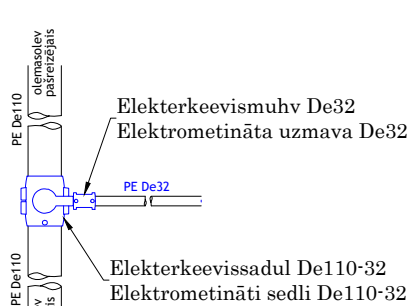 PE De110
olemasolev
pašreizējais
Elekterkeevismuhv De32
Elektrometināta uzmava De32
PE De32
Elekterkeevissadul De110-32
Elektrometināti sedli De110-32
PE De110